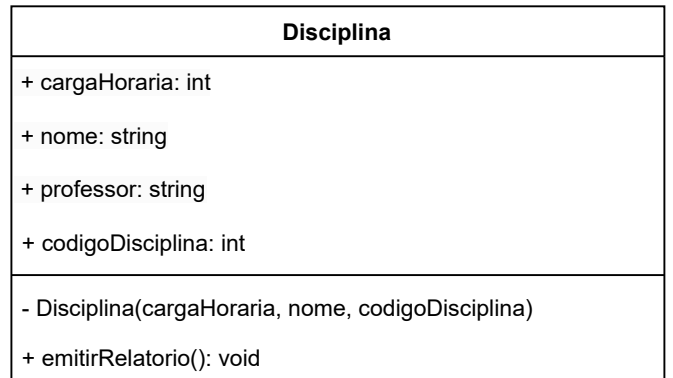 Disciplina
+ cargaHoraria: int
+ nome: string
+ professor: string
+ codigoDisciplina: int
- Disciplina(cargaHoraria, nome, codigoDisciplina)
+ emitirRelatorio(): void